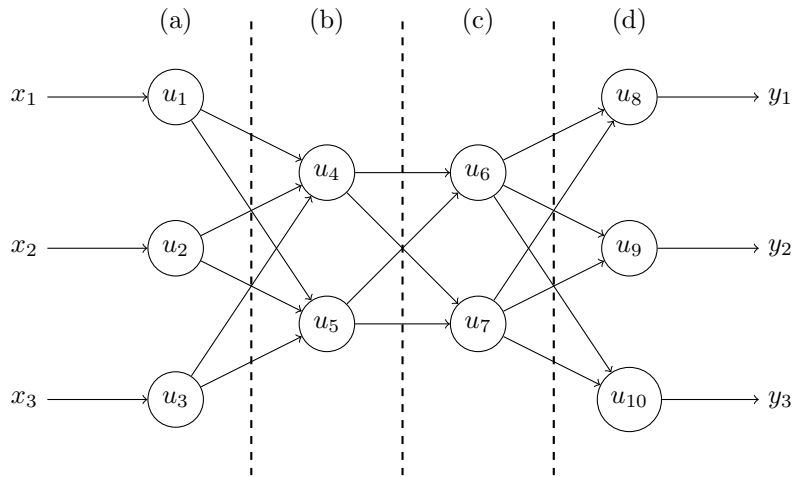 (a) (b) (c) (d)
x₁ u₁ u₈ y₁
u₄ u₆
x₂ u₂ u₉ y₂
u₅ u₇
x₃ u₃ u₁₀ y₃